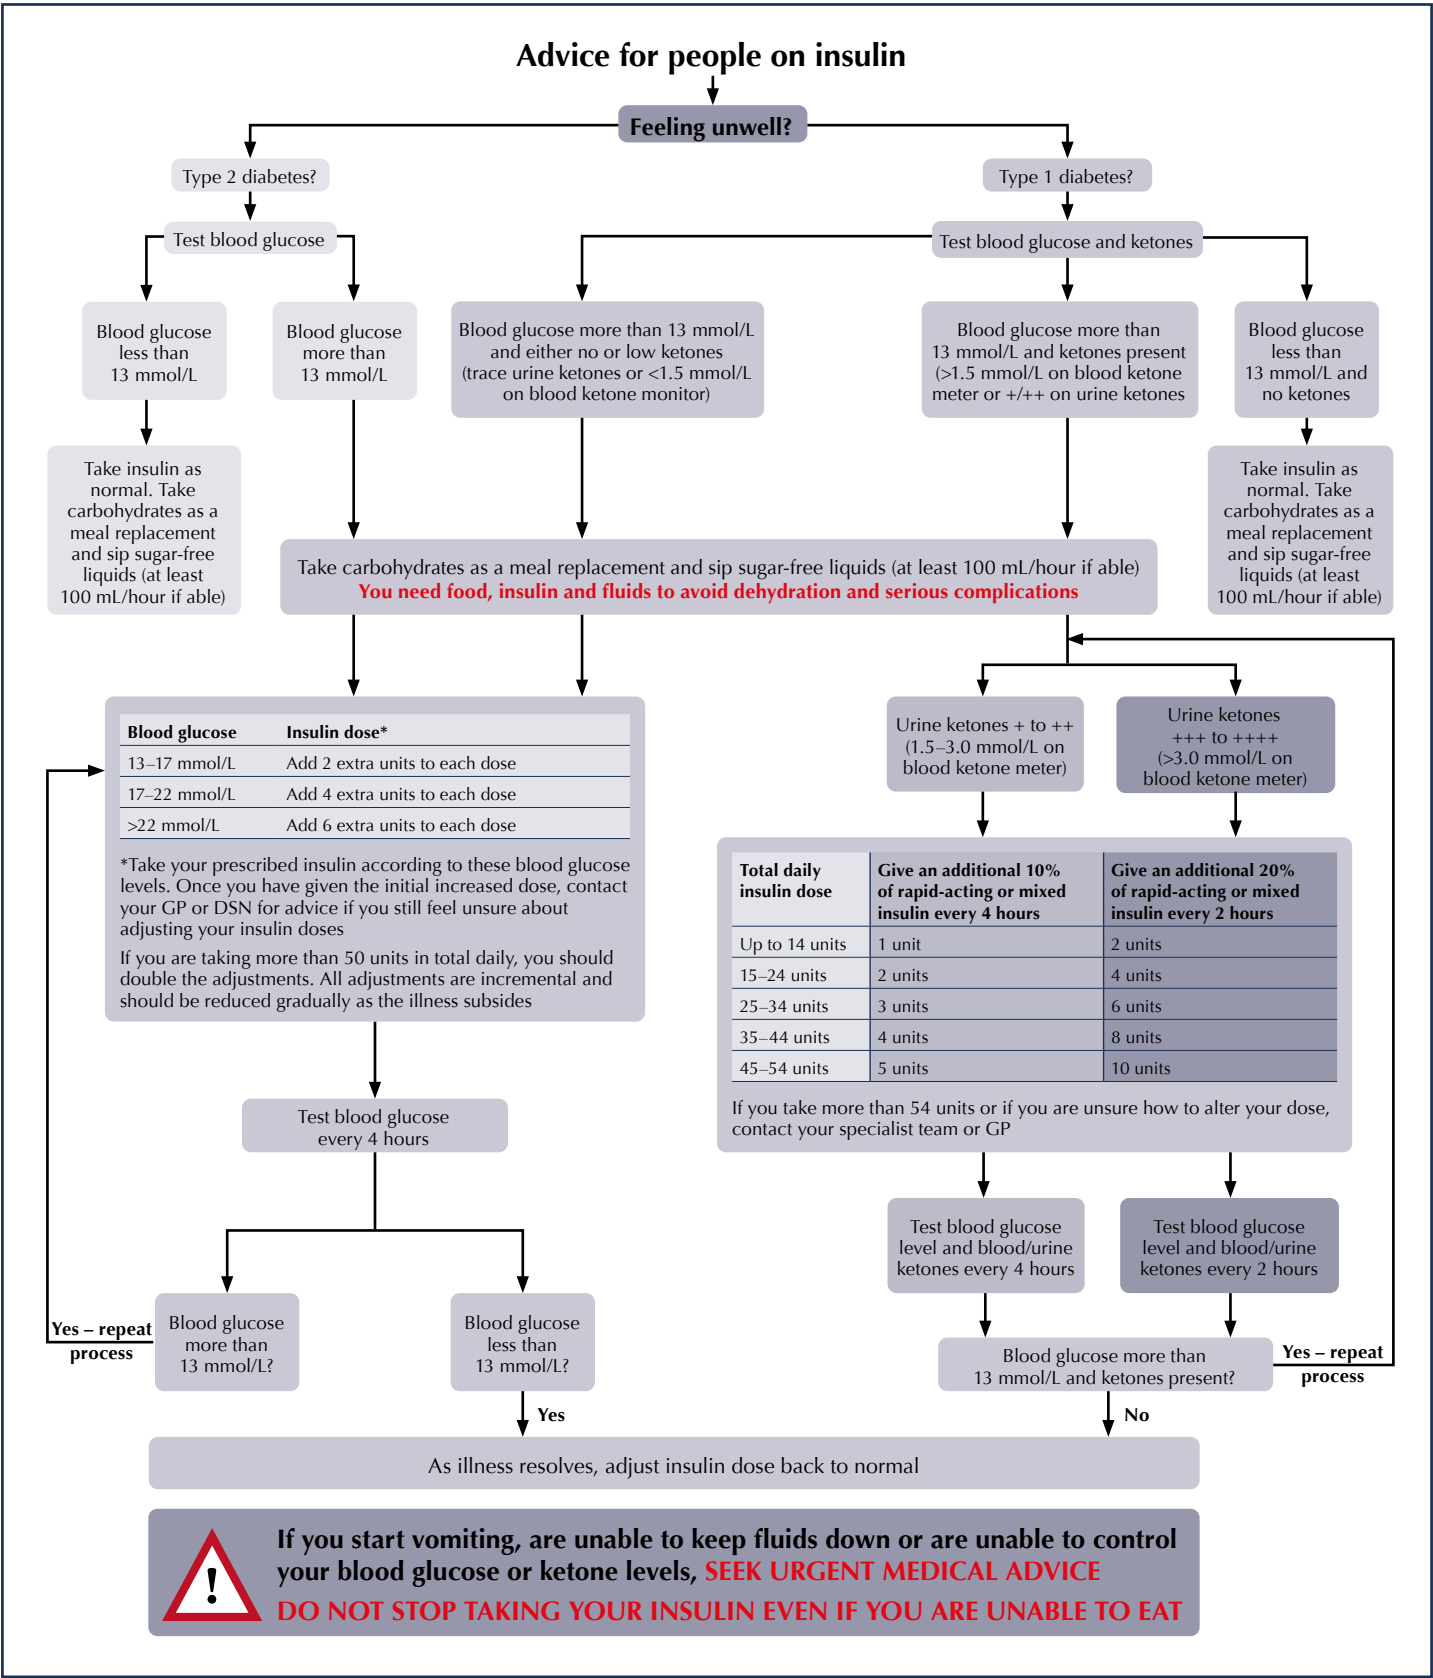 Advice for people on insulin
Feeling unwell?
Type 2 diabetes?
Type 1 diabetes?
Test blood glucose
Test blood glucose and ketones
Blood glucose
less than
13 mmol/L
Blood glucose
more than
13 mmol/L
Blood glucose more than 13 mmol/L
and either no or low ketones
(trace urine ketones or <1.5 mmol/L
on blood ketone monitor)
Blood glucose more than
13 mmol/L and ketones present
(>1.5 mmol/L on blood ketone
meter or +/++ on urine ketones
Blood glucose
less than
13 mmol/L and
no ketones
Take insulin as
normal. Take
carbohydrates as a
meal replacement
and sip sugar-free
liquids (at least
100 mL/hour if able)
Take insulin as
normal. Take
carbohydrates as a
meal replacement
and sip sugar-free
liquids (at least
100 mL/hour if able)
Take carbohydrates as a meal replacement and sip sugar-free liquids (at least 100 mL/hour if able)
You need food, insulin and fluids to avoid dehydration and serious complications
Blood glucose Insulin dose*
13–17 mmol/L Add 2 extra units to each dose
17–22 mmol/L Add 4 extra units to each dose
>22 mmol/L Add 6 extra units to each dose
*Take your prescribed insulin according to these blood glucose
levels. Once you have given the initial increased dose, contact
your GP or DSN for advice if you still feel unsure about
adjusting your insulin doses
If you are taking more than 50 units in total daily, you should
double the adjustments. All adjustments are incremental and
should be reduced gradually as the illness subsides
Urine ketones + to ++
(1.5–3.0 mmol/L on
blood ketone meter)
Urine ketones
+++ to ++++
(>3.0 mmol/L on
blood ketone meter)
Total daily
insulin dose
Give an additional 10%
of rapid-acting or mixed
insulin every 4 hours
Give an additional 20%
of rapid-acting or mixed
insulin every 2 hours
Up to 14 units 1 unit 2 units
15–24 units 2 units 4 units
25–34 units 3 units 6 units
35–44 units 4 units 8 units
45–54 units 5 units 10 units
If you take more than 54 units or if you are unsure how to alter your dose,
contact your specialist team or GP
Test blood glucose
every 4 hours
Test blood glucose
level and blood/urine
ketones every 4 hours
Test blood glucose
level and blood/urine
ketones every 2 hours
Yes – repeat
process
Blood glucose
more than
13 mmol/L?
Blood glucose
less than
13 mmol/L?
Blood glucose more than
13 mmol/L and ketones present?
Yes – repeat
process
Yes
No
As illness resolves, adjust insulin dose back to normal
!
If you start vomiting, are unable to keep fluids down or are unable to control
your blood glucose or ketone levels, SEEK URGENT MEDICAL ADVICE
DO NOT STOP TAKING YOUR INSULIN EVEN IF YOU ARE UNABLE TO EAT